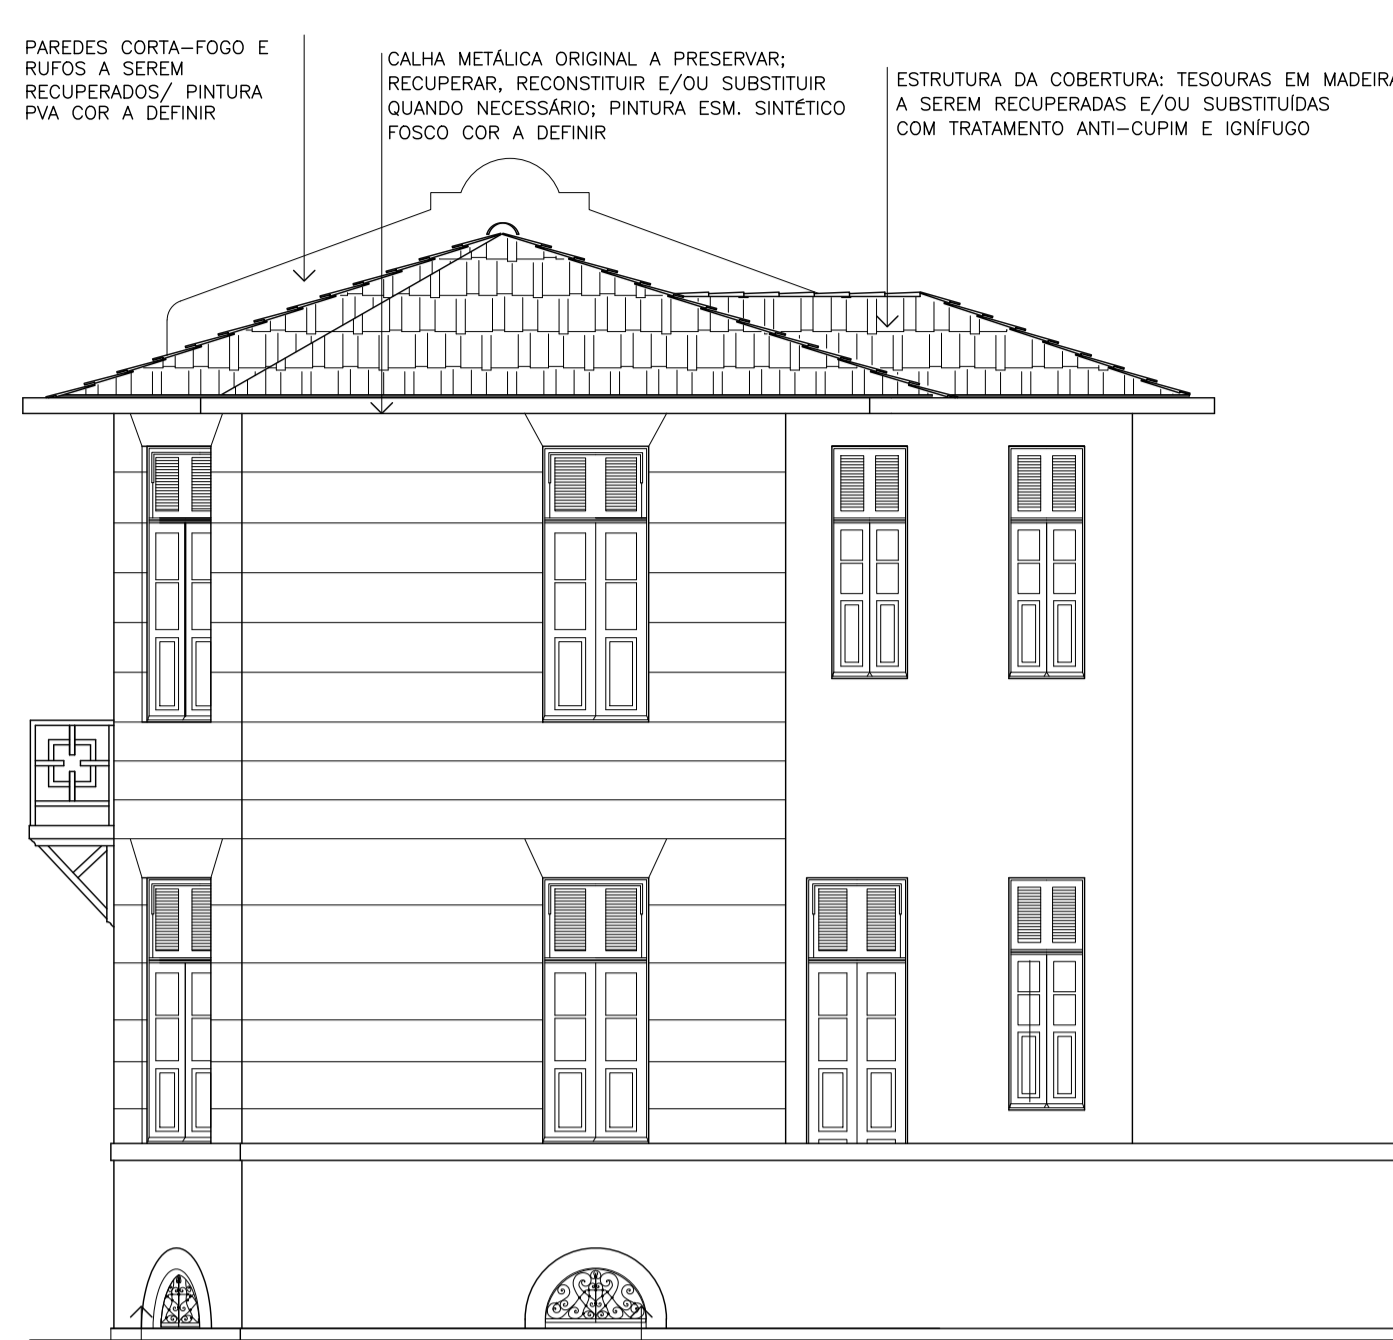 PAREDES CORTA-FOGO E
RUFOS A SEREM
RECUPERADOS/ PINTURA
PVA COR A DEFINIR
CALHA METÁLICA ORIGINAL A PRESERVAR;
RECUPERAR, RECONSTITUIR E/OU SUBSTITUIR
QUANDO NECESSÁRIO; PINTURA ESM. SINTÉTICO
FOSCO COR A DEFINIR
ESTRUTURA DA COBERTURA: TESOURAS EM MADEIRA
A SEREM RECUPERADAS E/OU SUBSTITUÍDAS
COM TRATAMENTO ANTI-CUPIM E IGNÍFUGO